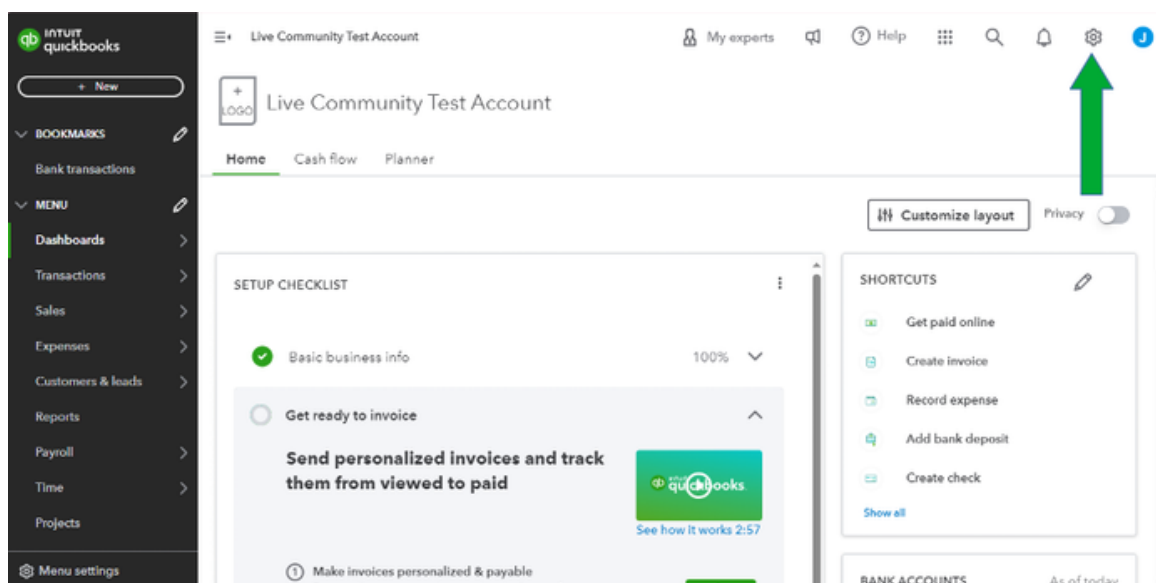 INTUIT
quickbooks
qb
+ New
BOOKMARKS
Bank transactions
MENU
Dashboards
Transactions
Sales
Expenses
Customers & leads
Reports
Payroll
Time
Projects
Menu settings
Live Community Test Account
My experts
Help
J
+
LOGO
Live Community Test Account
Home Cash flow Planner
Customize layout
Privacy
SETUP CHECKLIST
Basic business info 100%
Get ready to invoice
Send personalized invoices and track
them from viewed to paid
qb
INTUIT
quickbooks.
See how it works 2:57
1 Make invoices personalized & payable
SHORTCUTS
Get paid online
Create invoice
Record expense
Add bank deposit
Create check
Show all
BANK ACCOUNTS As of today